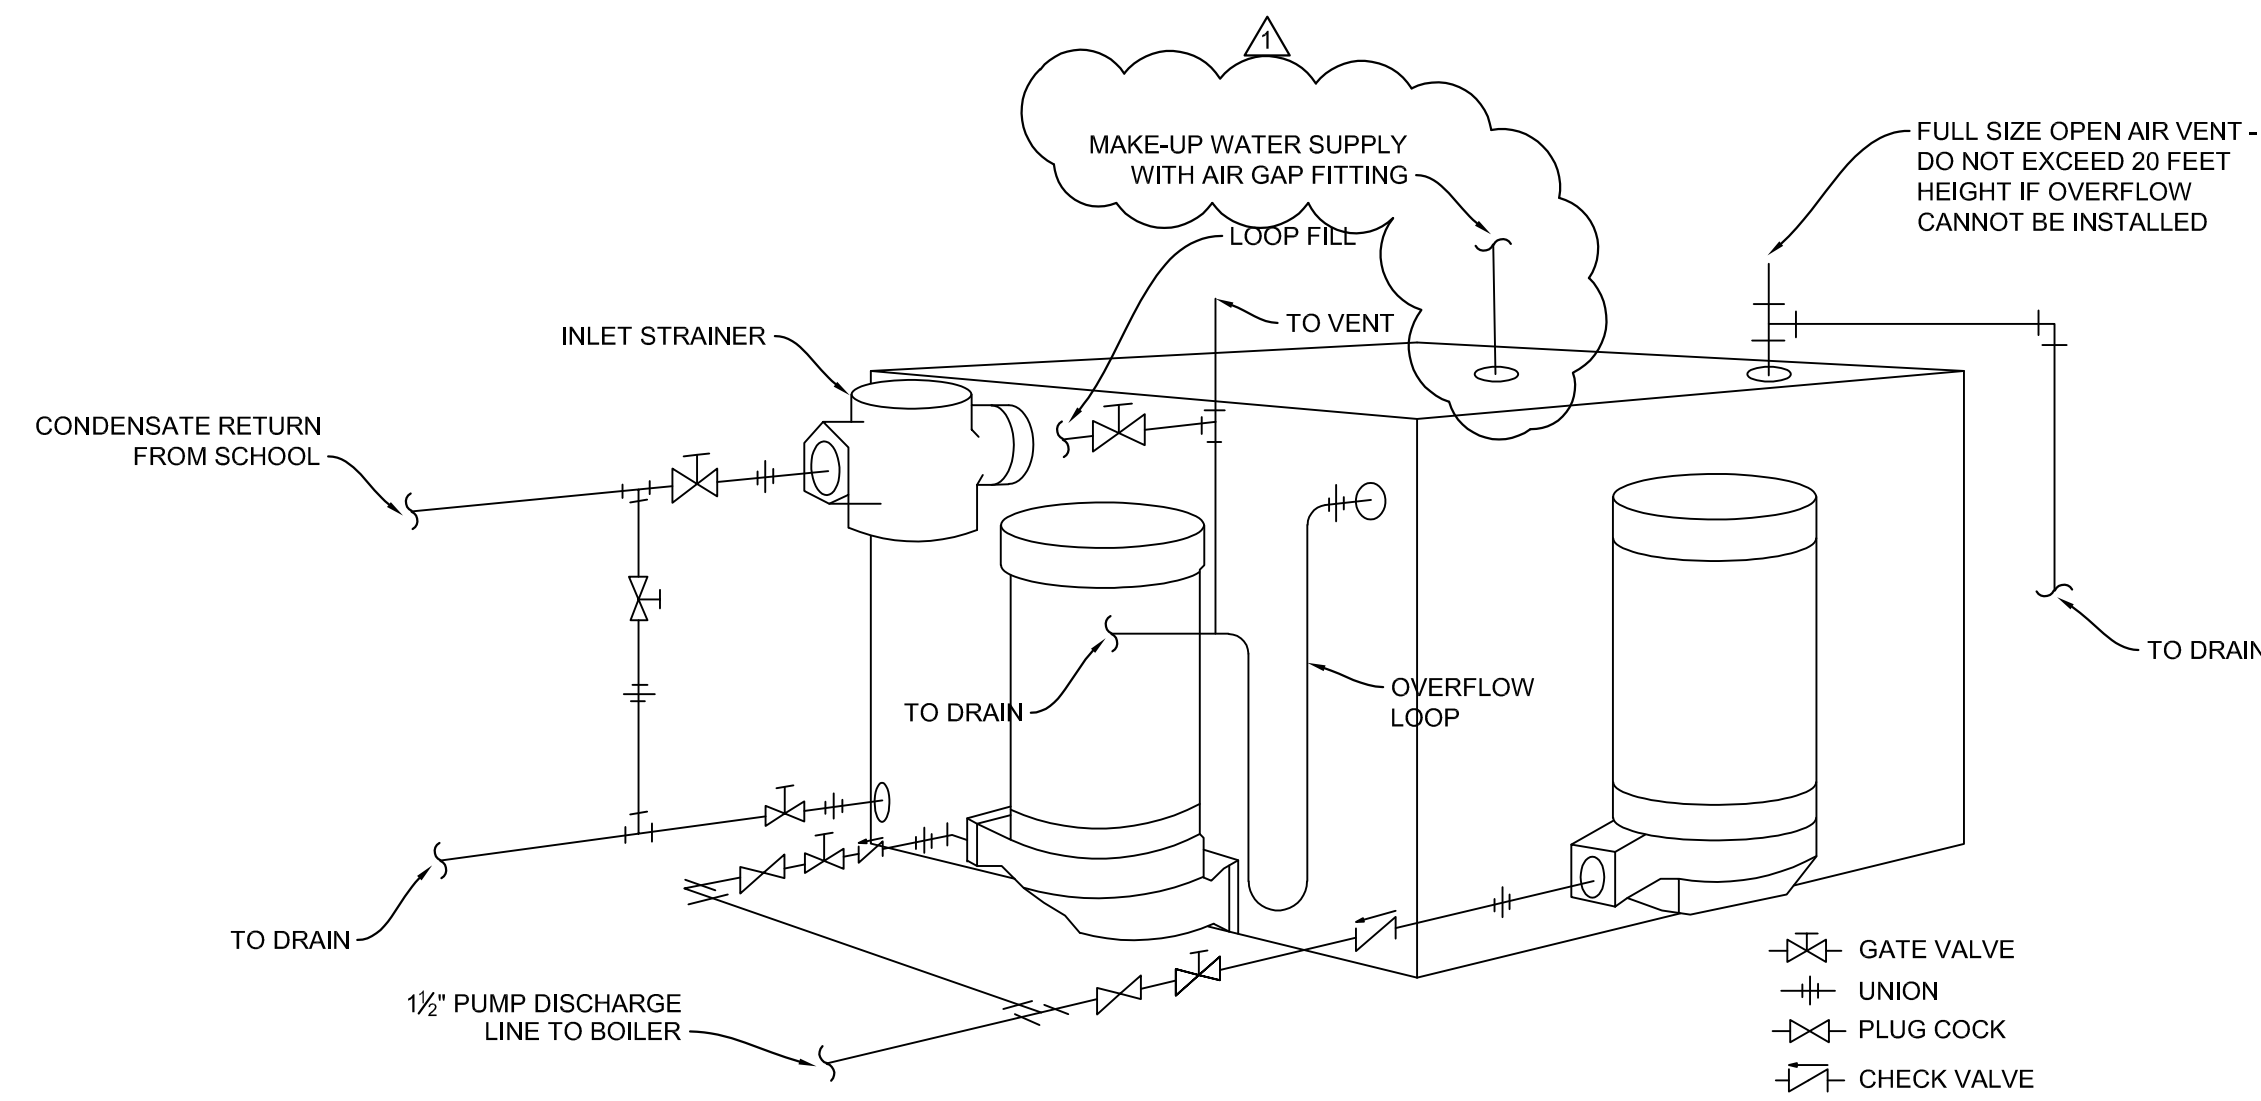 1
MAKE-UP WATER SUPPLY
WITH AIR GAP FITTING
FULL SIZE OPEN AIR VENT -
DO NOT EXCEED 20 FEET
HEIGHT IF OVERFLOW
CANNOT BE INSTALLED
LOOP FILL
TO VENT
INLET STRAINER
CONDENSATE RETURN
FROM SCHOOL
TO DRAIN
OVERFLOW
LOOP
TO DRAIN
TO DRAIN
1½" PUMP DISCHARGE
LINE TO BOILER
GATE VALVE
UNION
PLUG COCK
CHECK VALVE